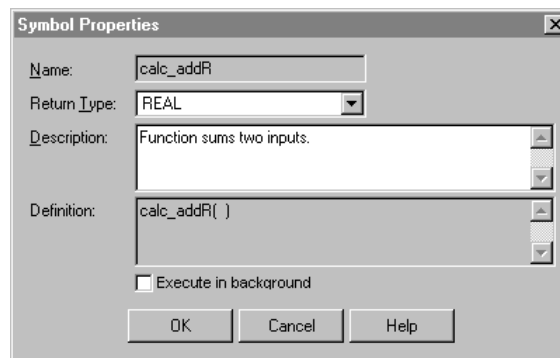 Symbol Properties
Name: calc_addR
Return Type: REAL
Description: Function sums two inputs.
Definition: calc_addR( )
Execute in background
OK Cancel Help